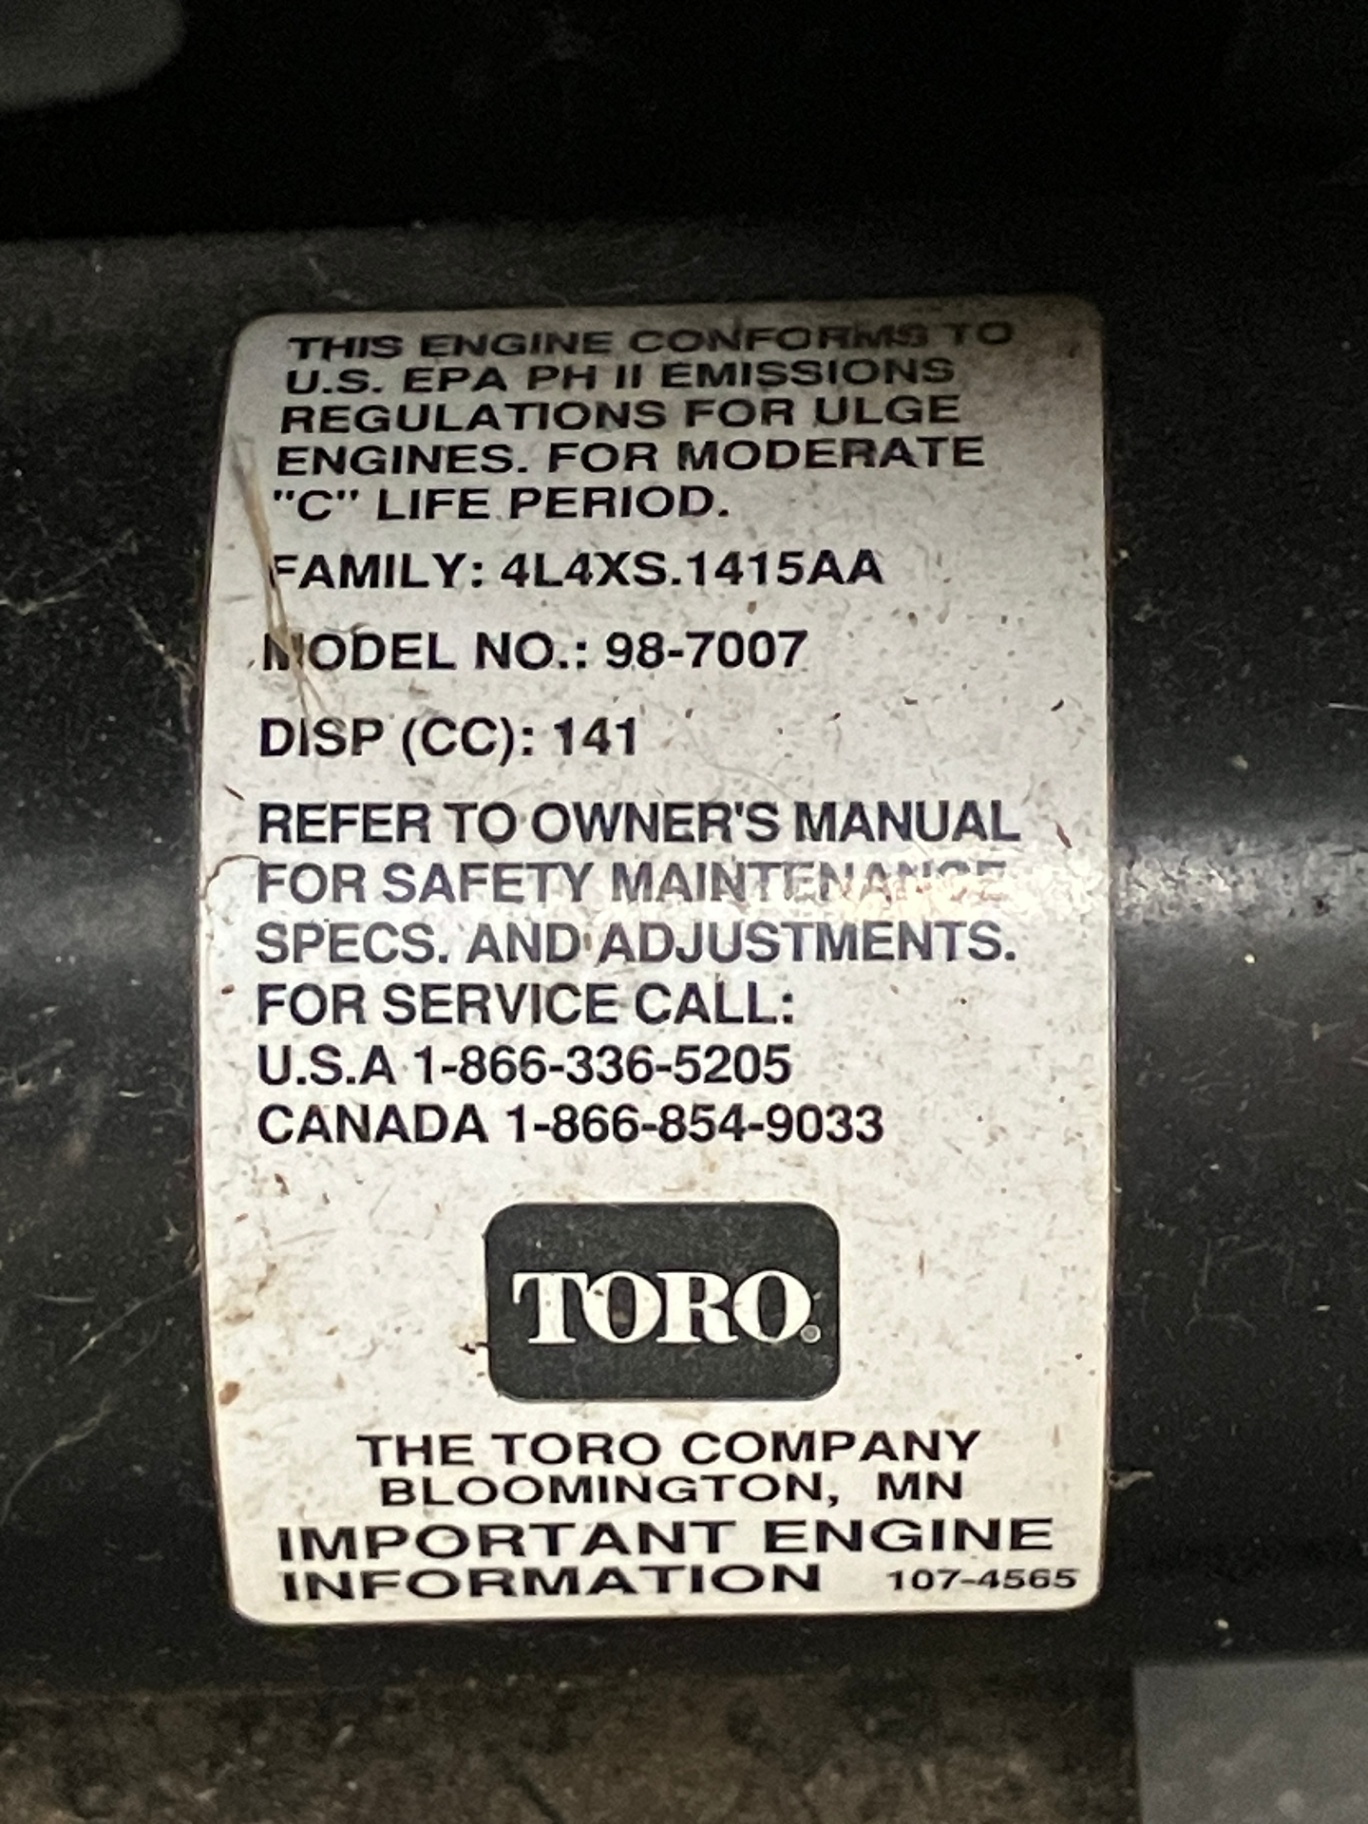 THIS ENGINE CONFORMS TO
U.S. EPA PH II EMISSIONS
REGULATIONS FOR ULGE
ENGINES. FOR MODERATE
"C" LIFE PERIOD.
FAMILY: 4L4XS.1415AA
MODEL NO.: 98-7007
DISP (CC): 141
REFER TO OWNER'S MANUAL
FOR SAFETY MAINTENANCE
SPECS. AND ADJUSTMENTS.
FOR SERVICE CALL:
U.S.A 1-866-336-5205
CANADA 1-866-854-9033
TORO®
THE TORO COMPANY
BLOOMINGTON, MN
IMPORTANT ENGINE
INFORMATION 107-4565